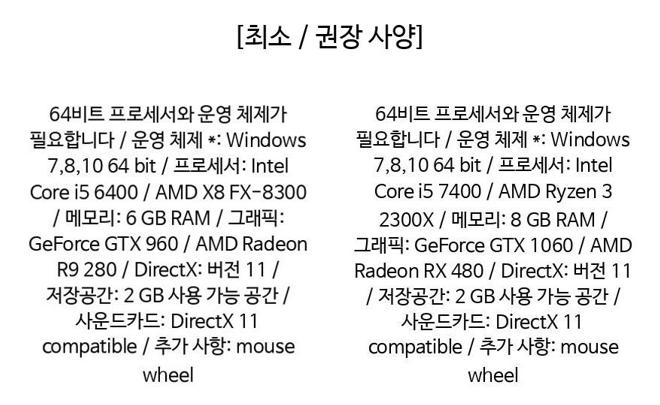 [최소 / 권장 사양]
64비트 프로세서와 운영 체제가
필요합니다 / 운영 체제 *: Windows
7,8,10 64 bit / 프로세서: Intel
Core i5 6400 / AMD X8 FX-8300
/ 메모리: 6 GB RAM / 그래픽:
GeForce GTX 960 / AMD Radeon
R9 280 / DirectX: 버전 11 /
저장공간: 2 GB 사용 가능 공간 /
사운드카드: DirectX 11
compatible / 추가 사항: mouse
wheel
64비트 프로세서와 운영 체제가
필요합니다 / 운영 체제 *: Windows
7,8,10 64 bit / 프로세서: Intel
Core i5 7400 / AMD Ryzen 3
2300X / 메모리: 8 GB RAM /
그래픽: GeForce GTX 1060 / AMD
Radeon RX 480 / DirectX: 버전 11
/ 저장공간: 2 GB 사용 가능 공간 /
사운드카드: DirectX 11
compatible / 추가 사항: mouse
wheel